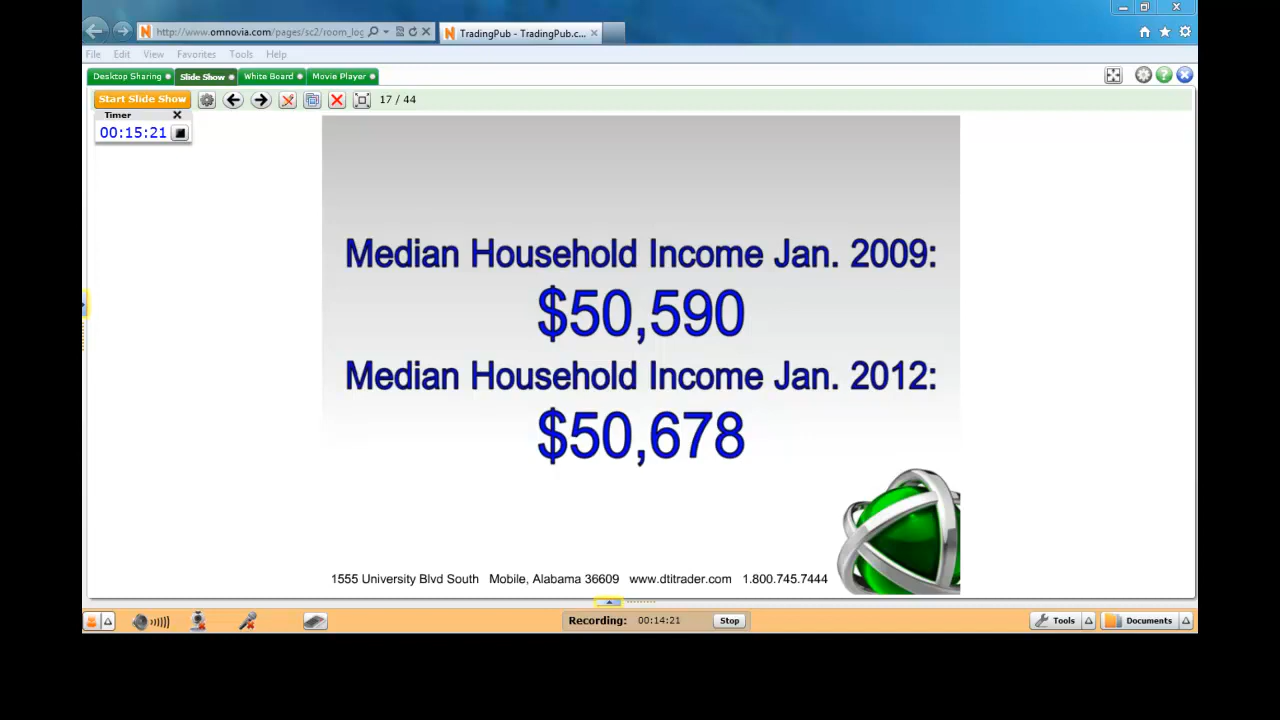 http://www.omnovia.com/pages/sc2/room_log
TradingPub - TradingPub.c...
File Edit View Favorites Tools Help
Desktop Sharing Slide Show White Board Movie Player
Start Slide Show 17 / 44
Timer
00:15:21
Median Household Income Jan. 2009:
$50,590
Median Household Income Jan. 2012:
$50,678
1555 University Blvd South Mobile, Alabama 36609 www.dtitrader.com 1.800.745.7444
Recording: 00:14:21 Stop Tools Documents